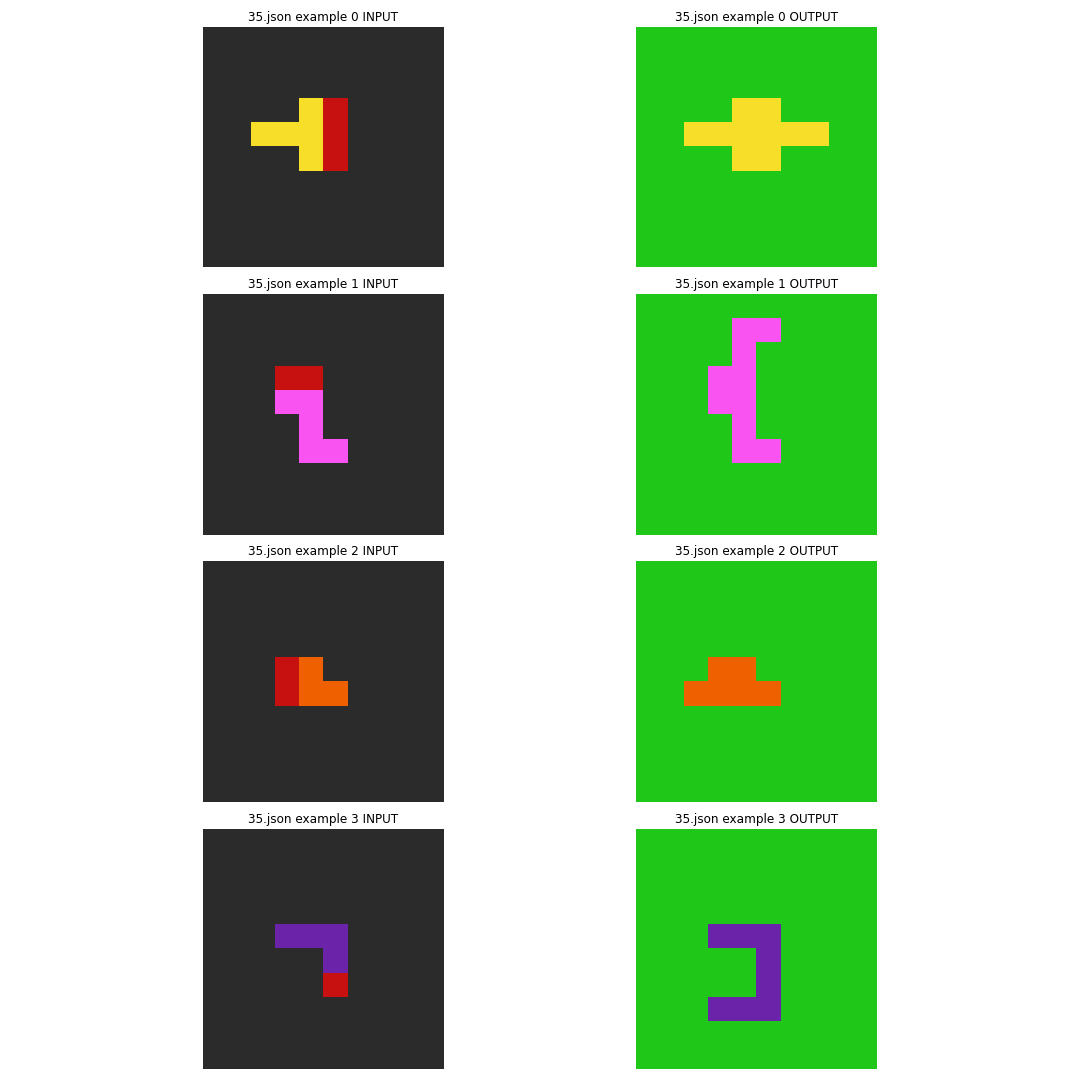 35.json example 0 INPUT
35.json example 0 OUTPUT
35.json example 1 INPUT
35.json example 1 OUTPUT
35.json example 2 INPUT
35.json example 2 OUTPUT
35.json example 3 INPUT
35.json example 3 OUTPUT